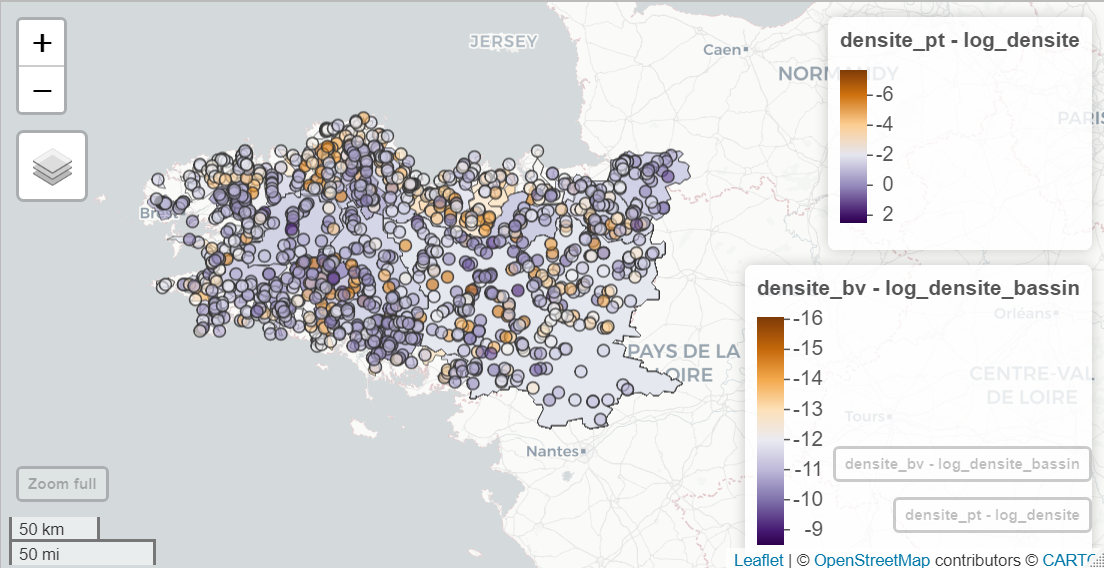 +
−
JERSEY
Caen
NORMANDY
PARIS
Brest
PAYS DE LA
LOIRE
Nantes
Orléans
CENTRE-VAL
DE LOIRE
Tours
densite_pt - log_densite
-6
-4
-2
0
2
densite_bv - log_densite_bassin
-16
-15
-14
-13
-12
-11
-10
-9
densite_bv - log_densite_bassin
densite_pt - log_densite
Zoom full
50 km
50 mi
Leaflet | © OpenStreetMap contributors © CARTO